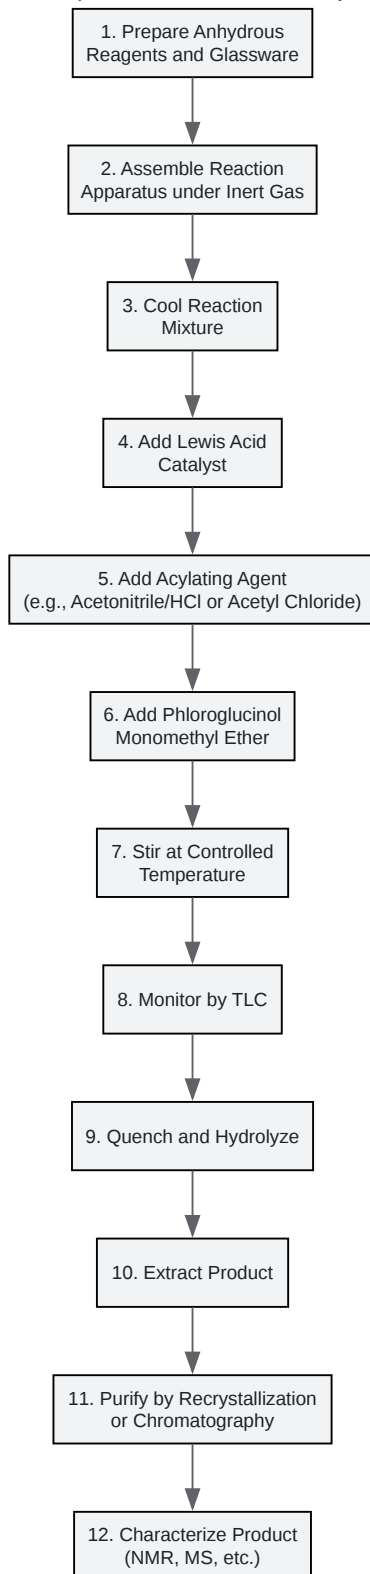 1. Prepare Anhydrous
Reagents and Glassware
2. Assemble Reaction
Apparatus under Inert Gas
3. Cool Reaction
Mixture
4. Add Lewis Acid
Catalyst
5. Add Acylating Agent
(e.g., Acetonitrile/HCl or Acetyl Chloride)
6. Add Phloroglucinol
Monomethyl Ether
7. Stir at Controlled
Temperature
8. Monitor by TLC
9. Quench and Hydrolyze
10. Extract Product
11. Purify by Recrystallization
or Chromatography
12. Characterize Product
(NMR, MS, etc.)